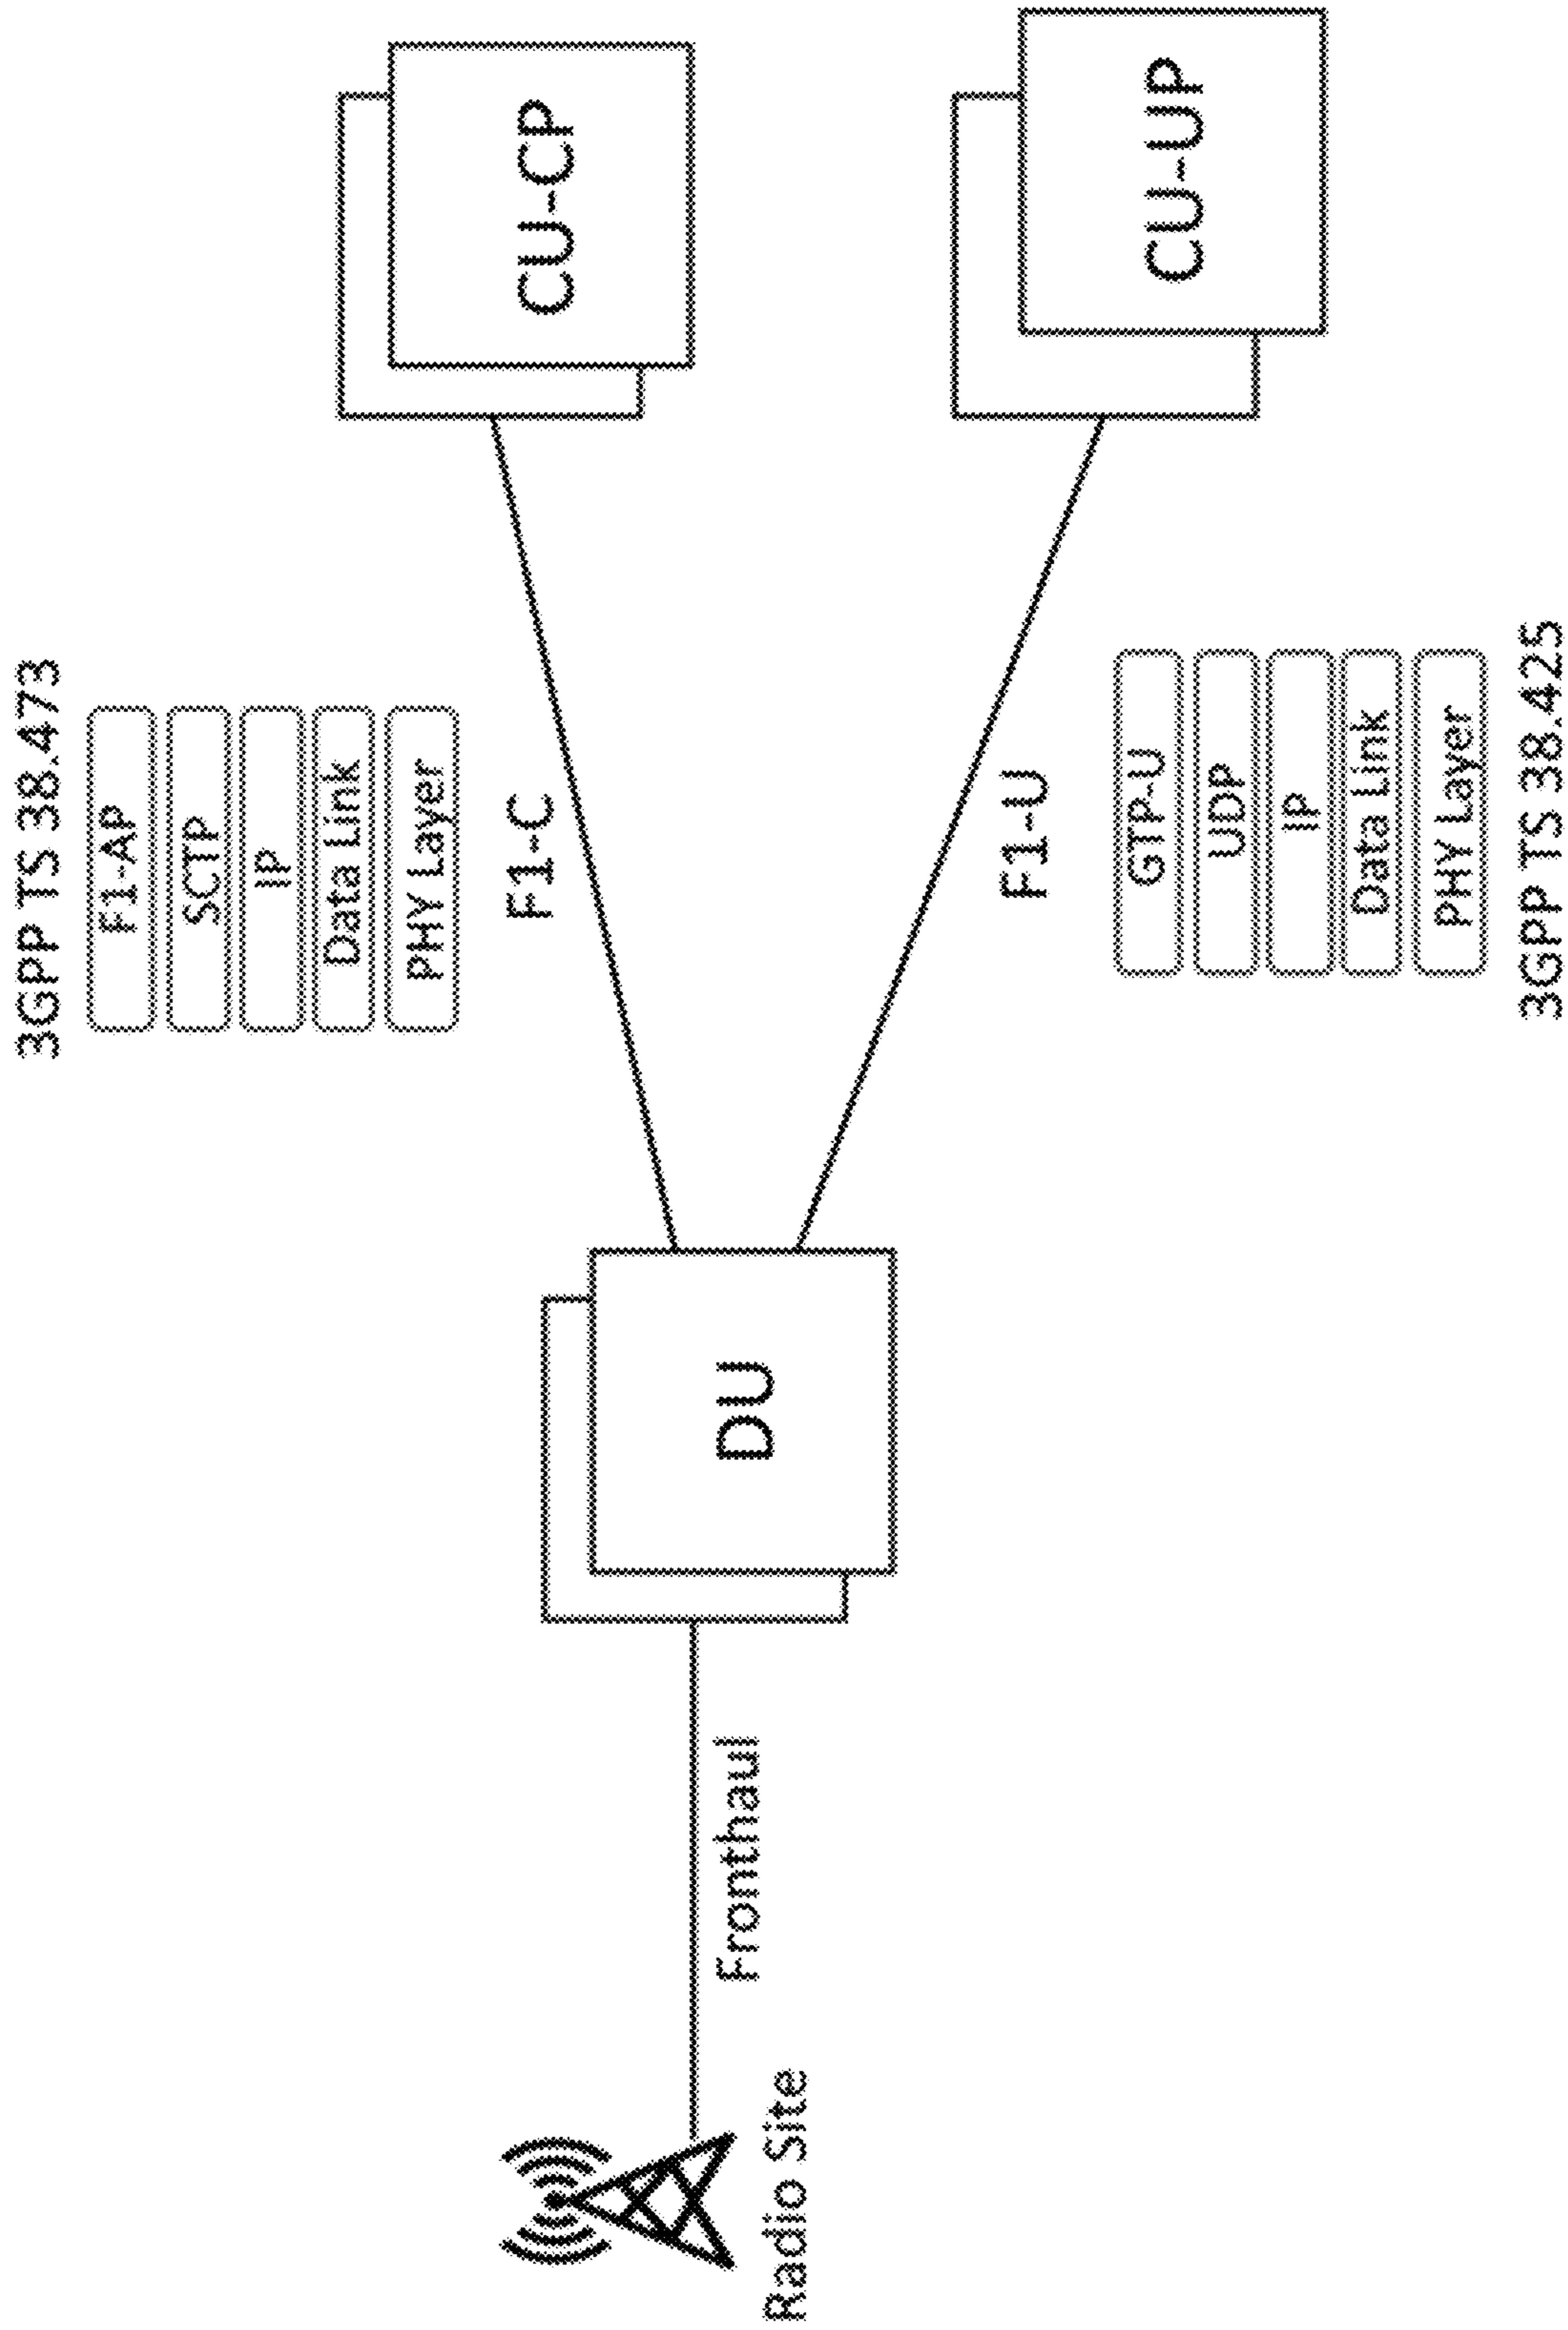 3GPP TS 38.473
F1-AP
SCTP
IP
Data Link
PHY Layer
F1-C
CU-CP
Radio Site
Fronthaul
DU
F1-U
CU-UP
GTP-U
UDP
IP
Data Link
PHY Layer
3GPP TS 38.425